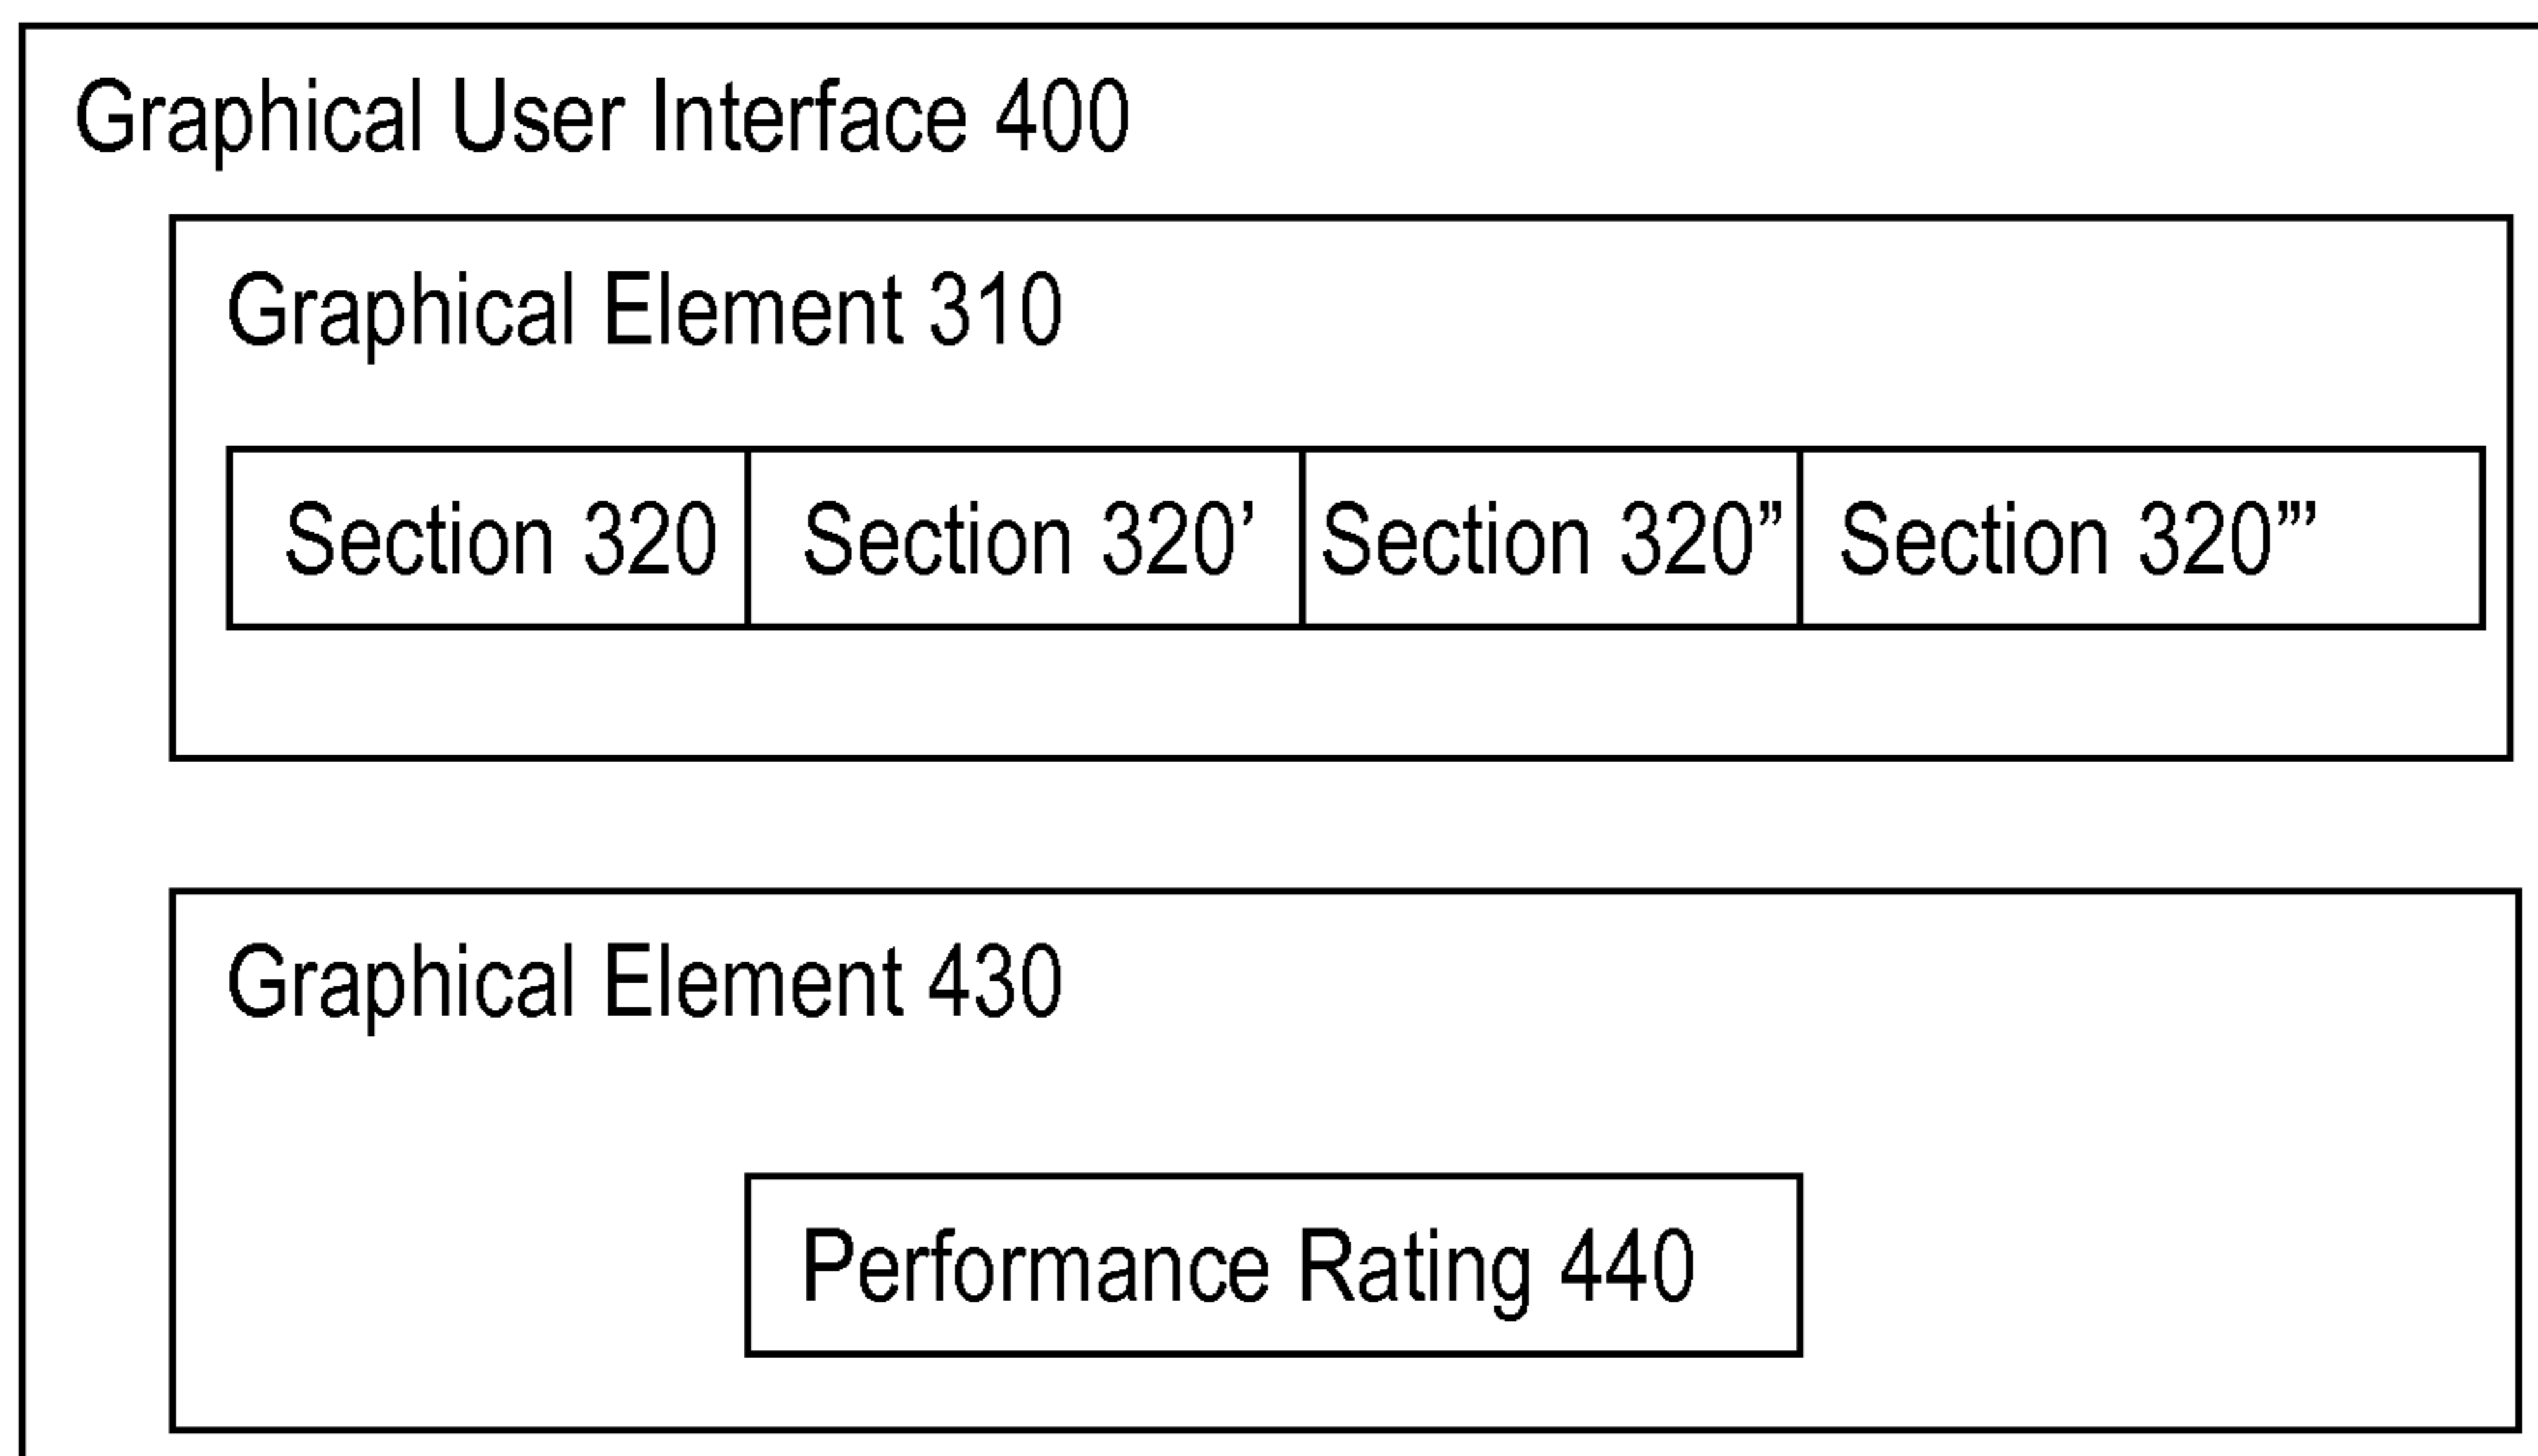 Graphical User Interface 400
Graphical Element 310
Section 320 Section 320’ Section 320” Section 320”’
Graphical Element 430
Performance Rating 440